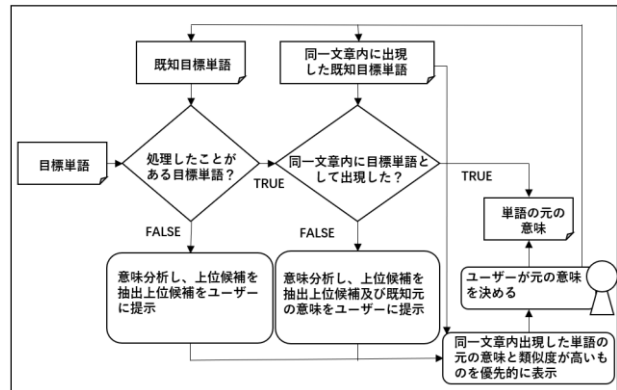 既知目標単語
同一文章内に出現
した既知目標単語
目標単語
処理したことが
ある目標単語？
TRUE
同一文章内に目標単語と
して出現した？
TRUE
単語の元の
意味
FALSE
FALSE
意味分析し、上位候補を
抽出上位候補をユーザー
に提示
意味分析し、上位候補を
抽出上位候補及び既知元
の意味をユーザーに提示
ユーザーが元の意味
を決める
同一文章内出現した単語の
元の意味と類似度が高いも
のを優先的に表示